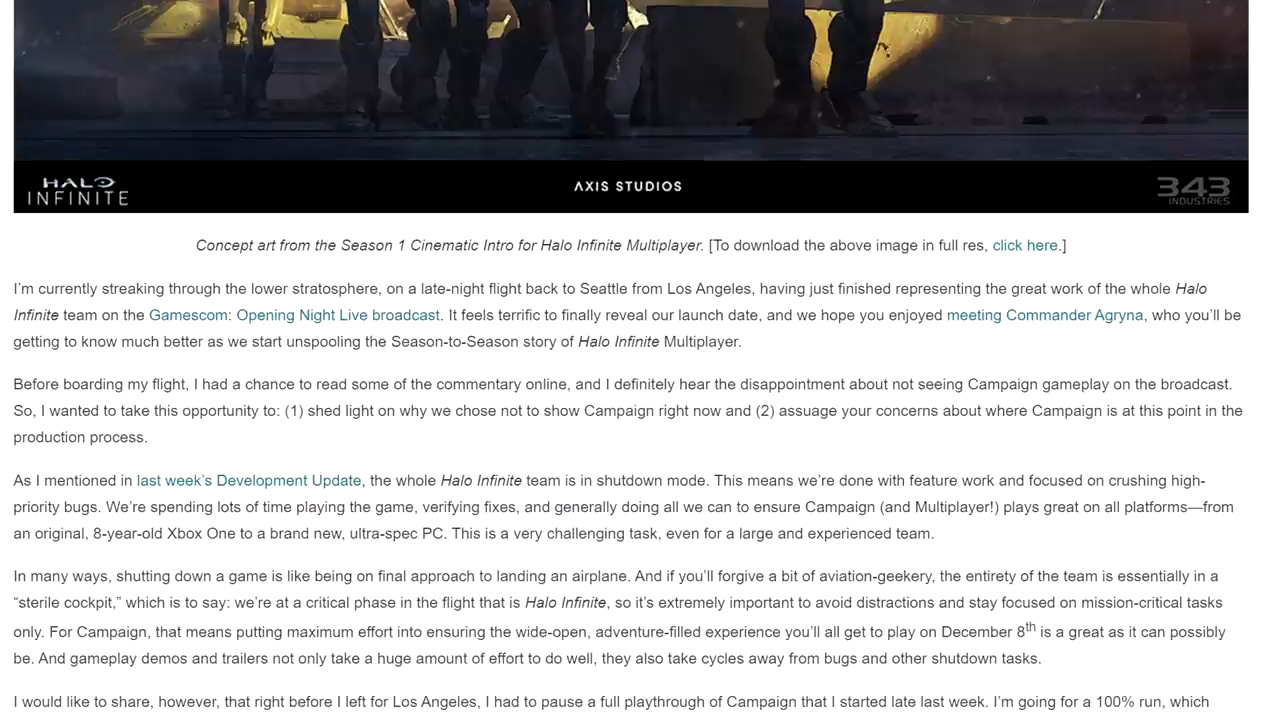 HALO
INFINITE
AXIS STUDIOS
343
INDUSTRIES
Concept art from the Season 1 Cinematic Intro for Halo Infinite Multiplayer. [To download the above image in full res, click here.]
I’m currently streaking through the lower stratosphere, on a late-night flight back to Seattle from Los Angeles, having just finished representing the great work of the whole Halo
Infinite team on the Gamescom: Opening Night Live broadcast. It feels terrific to finally reveal our launch date, and we hope you enjoyed meeting Commander Agryna, who you’ll be
getting to know much better as we start unspooling the Season-to-Season story of Halo Infinite Multiplayer.
Before boarding my flight, I had a chance to read some of the commentary online, and I definitely hear the disappointment about not seeing Campaign gameplay on the broadcast.
So, I wanted to take this opportunity to: (1) shed light on why we chose not to show Campaign right now and (2) assuage your concerns about where Campaign is at this point in the
production process.
As I mentioned in last week’s Development Update, the whole Halo Infinite team is in shutdown mode. This means we’re done with feature work and focused on crushing high-
priority bugs. We’re spending lots of time playing the game, verifying fixes, and generally doing all we can to ensure Campaign (and Multiplayer!) plays great on all platforms—from
an original, 8-year-old Xbox One to a brand new, ultra-spec PC. This is a very challenging task, even for a large and experienced team.
In many ways, shutting down a game is like being on final approach to landing an airplane. And if you’ll forgive a bit of aviation-geekery, the entirety of the team is essentially in a
“sterile cockpit,” which is to say: we’re at a critical phase in the flight that is Halo Infinite, so it’s extremely important to avoid distractions and stay focused on mission-critical tasks
only. For Campaign, that means putting maximum effort into ensuring the wide-open, adventure-filled experience you’ll all get to play on December 8th is a great as it can possibly
be. And gameplay demos and trailers not only take a huge amount of effort to do well, they also take cycles away from bugs and other shutdown tasks.
I would like to share, however, that right before I left for Los Angeles, I had to pause a full playthrough of Campaign that I started late last week. I’m going for a 100% run, which